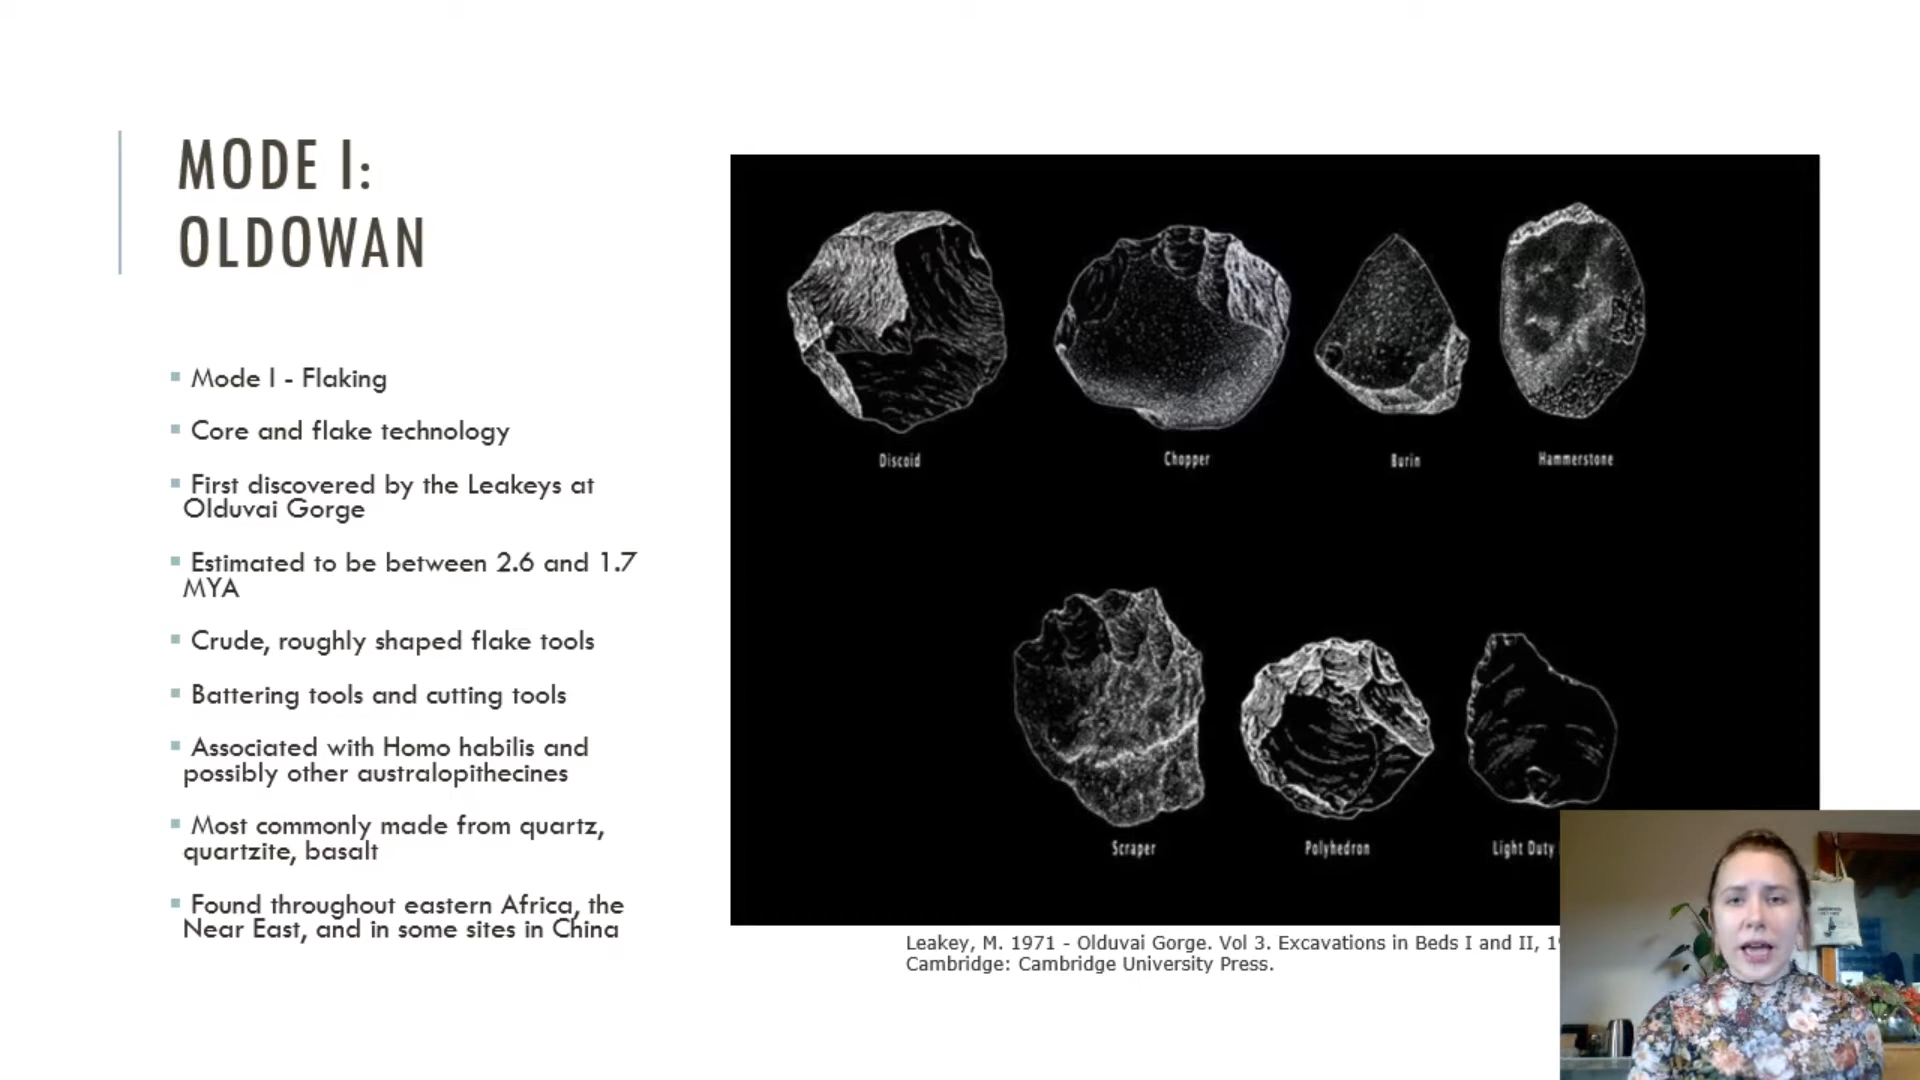 MODE I:
OLDOWAN
Mode I - Flaking
Core and flake technology
First discovered by the Leakeys at
Olduvai Gorge
Estimated to be between 2.6 and 1.7
MYA
Crude, roughly shaped flake tools
Battering tools and cutting tools
Associated with Homo habilis and
possibly other australopithecines
Most commonly made from quartz,
quartzite, basalt
Found throughout eastern Africa, the
Near East, and in some sites in China
Discoid
Chopper
Burin
Hammerstone
Scraper
Polyhedron
Light Duty
Leakey, M. 1971 - Olduvai Gorge. Vol 3. Excavations in Beds I and II,
Cambridge: Cambridge University Press.